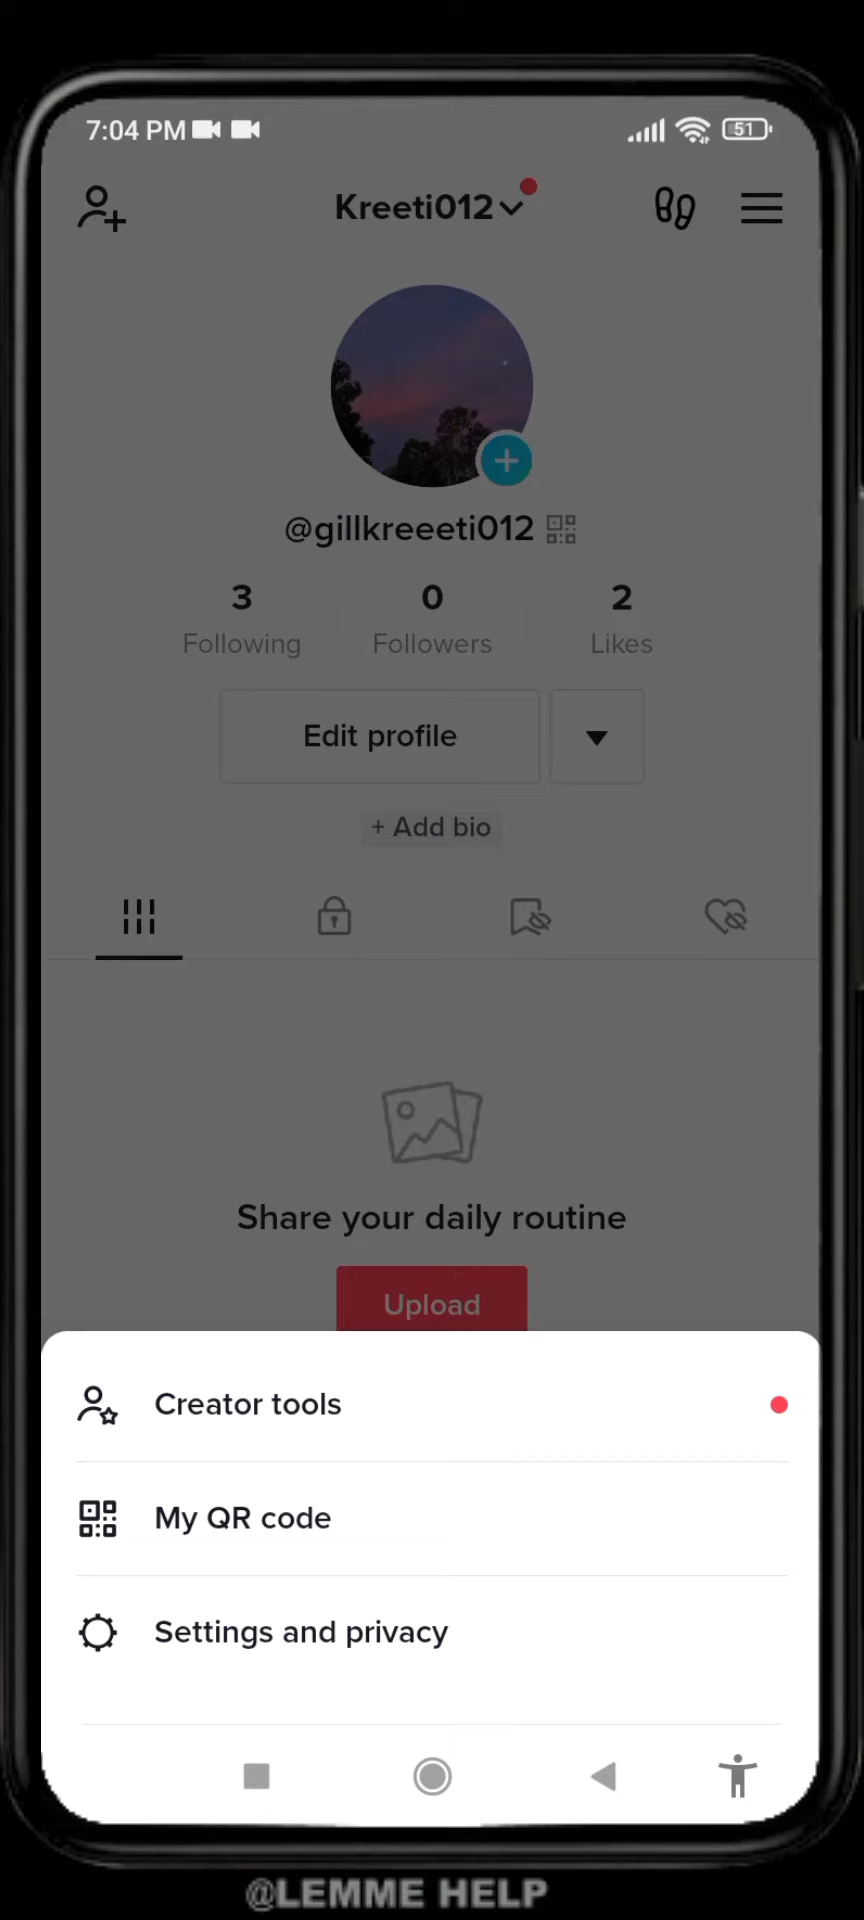 7:04 PM
51
Kreeti012
@gillkreeeti012
3
0
2
Following
Followers
Likes
Edit profile
+ Add bio
Share your daily routine
Upload
Creator tools
My QR code
Settings and privacy
@LEMME HELP